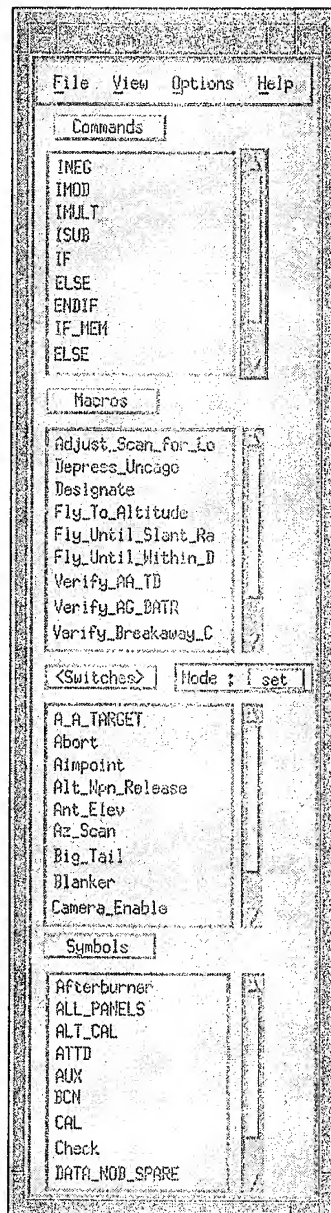 File View Options Help
Commands
INEG
IMOD
IMULT
ISUB
IF
ELSE
ENDIF
IF_MEM
ELSE
Macros
Adjust_Scan_for_Lo
Depress_Uncage
Designate
Fly_To_Altitude
Fly_Until_Slant_Ra
Fly_Until_Within_D
Verify_AA_TD
Verify_AG_DATR
Verify_Breakaway_C
<Switches> Mode : set
A_A_TARGET
Abort
Aimpoint
Alt_Wpn_Release
Ant_Elev
Az_Scan
Big_Tail
Blanker
Camera_Enable
Symbols
Afterburner
ALL_PANELS
ALT_CAL
ATTD
AUX
BCN
CAL
Check
DATA_NOB_SPARE